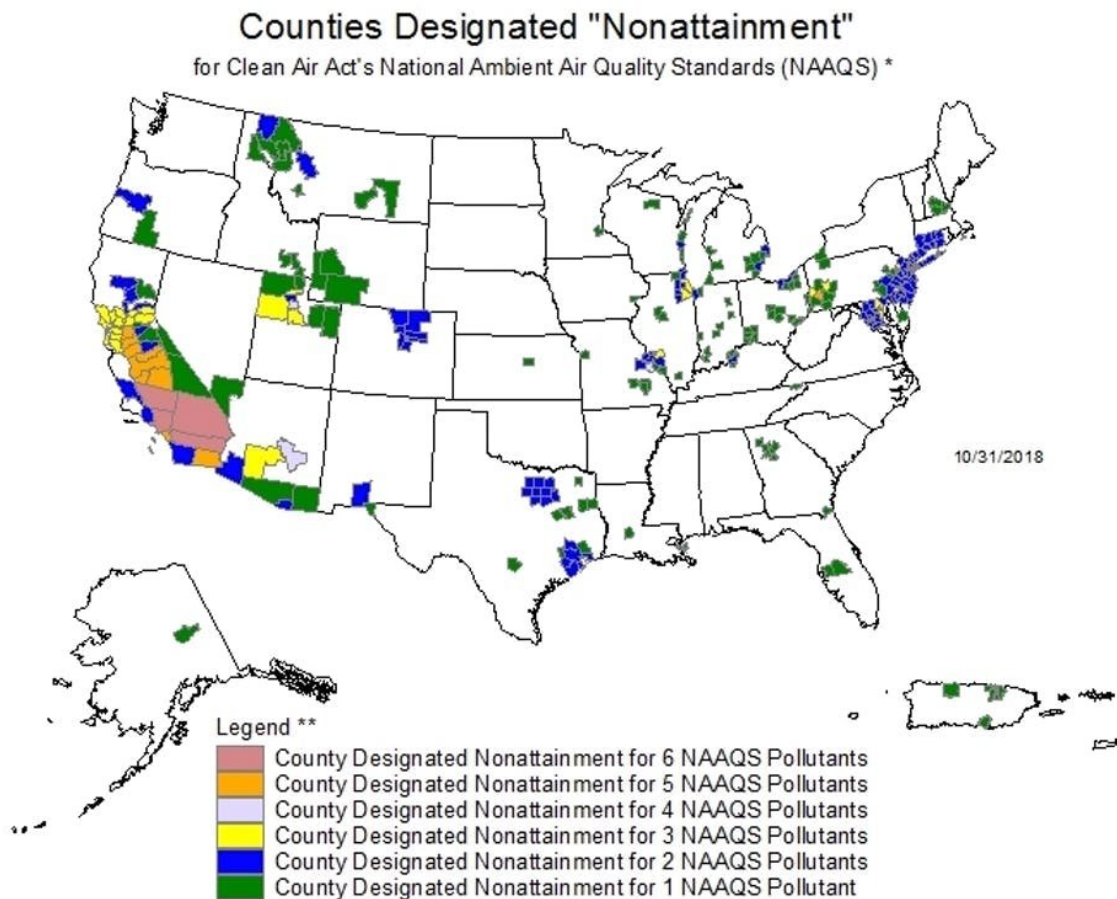 Counties Designated "Nonattainment"
for Clean Air Act's National Ambient Air Quality Standards (NAAQS) *
10/31/2018
Legend **
County Designated Nonattainment for 6 NAAQS Pollutants
County Designated Nonattainment for 5 NAAQS Pollutants
County Designated Nonattainment for 4 NAAQS Pollutants
County Designated Nonattainment for 3 NAAQS Pollutants
County Designated Nonattainment for 2 NAAQS Pollutants
County Designated Nonattainment for 1 NAAQS Pollutant